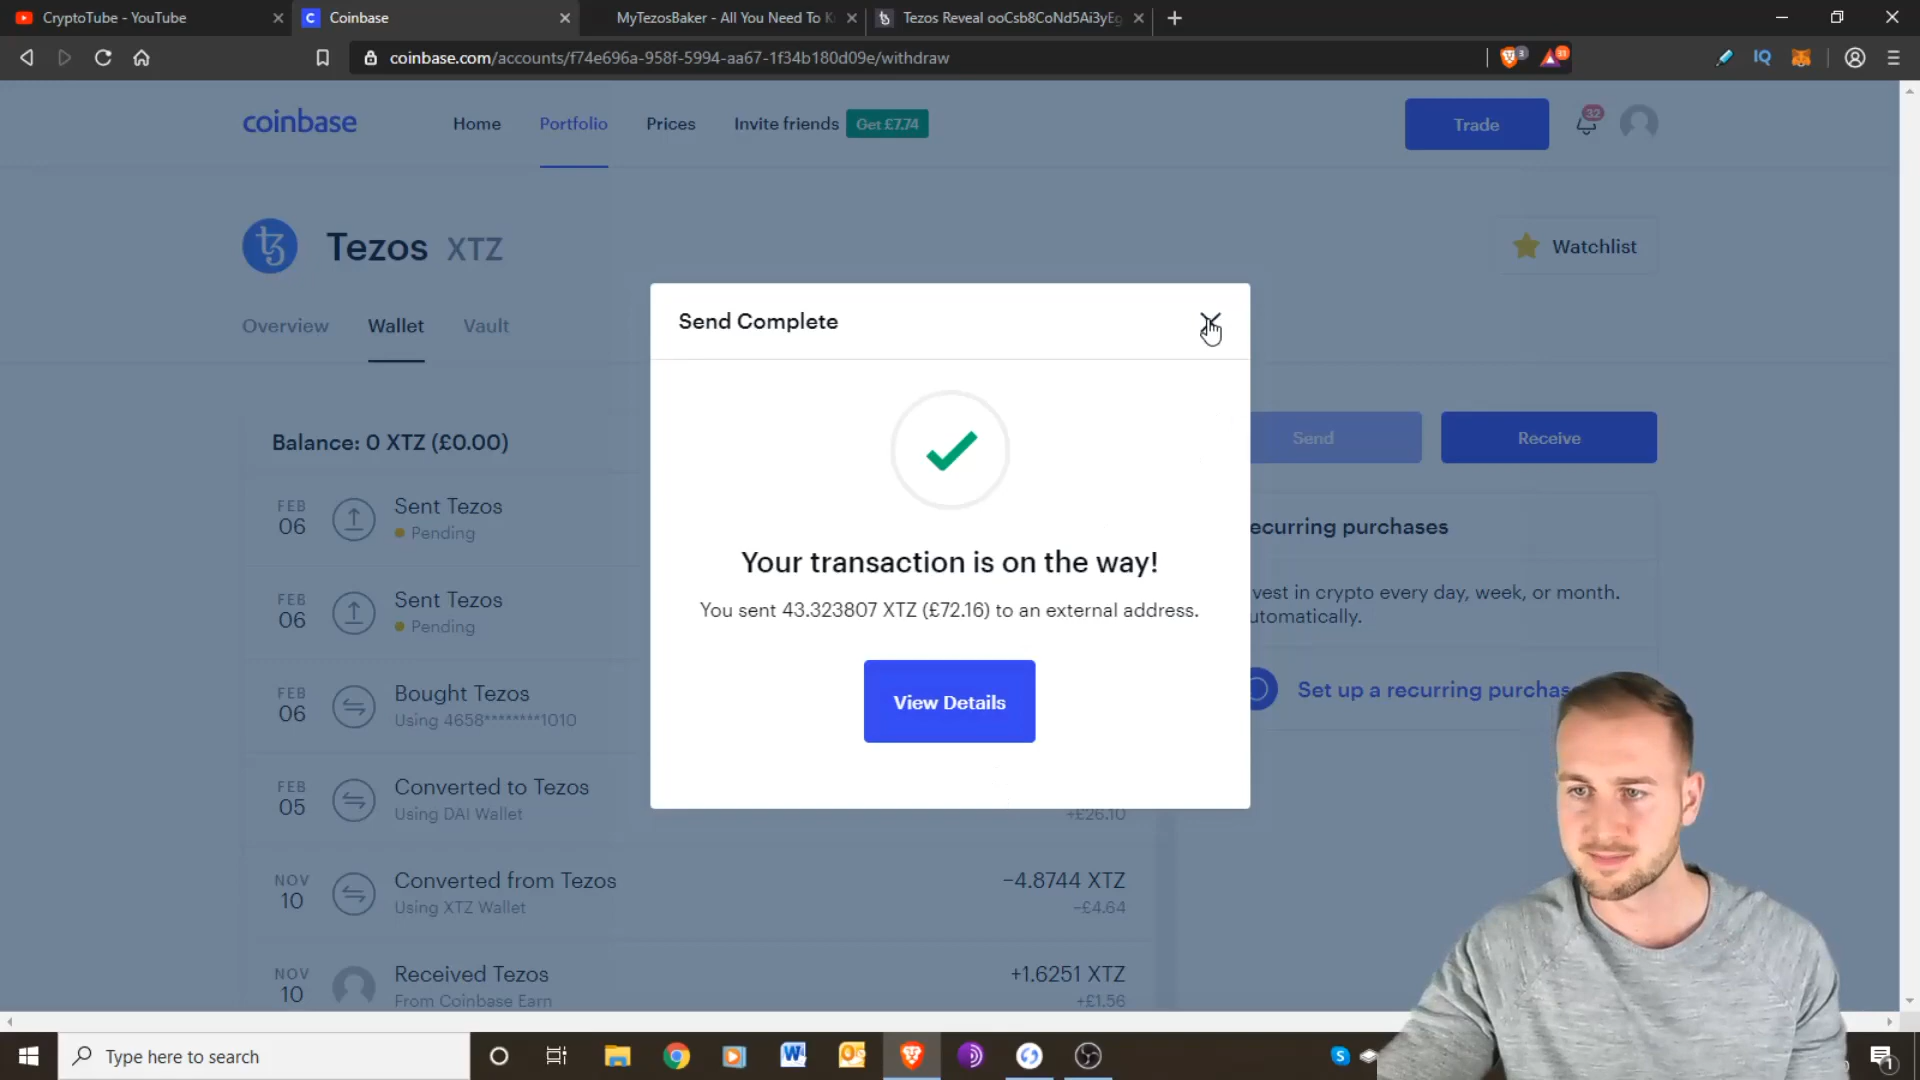 CryptoTube - YouTube
Coinbase
MyTezosBaker - All You Need To K
Tezos Reveal ooCsb8CoNd5Ai3yEg
coinbase.com/accounts/f74e696a-958f-5994-aa67-1f34b180d09e/withdraw
3
31
IQ
coinbase
Home
Portfolio
Prices
Invite friends
Get £7.74
Trade
32
Tezos XTZ
Watchlist
Overview
Wallet
Vault
Send Complete
Balance: 0 XTZ (£0.00)
Send
Receive
FEB 06
Sent Tezos
Pending
FEB 06
Sent Tezos
Pending
FEB 06
Bought Tezos
Using 4658********1010
FEB 05
Converted to Tezos
Using DAI Wallet
+£26.10
NOV 10
Converted from Tezos
Using XTZ Wallet
−4.8744 XTZ
−£4.64
NOV 10
Received Tezos
From Coinbase Earn
+1.6251 XTZ
+£1.56
Your transaction is on the way!
You sent 43.323807 XTZ (£72.16) to an external address.
View Details
ecurring purchases
vest in crypto every day, week, or month.
utomatically.
Set up a recurring purchas
Type here to search
1